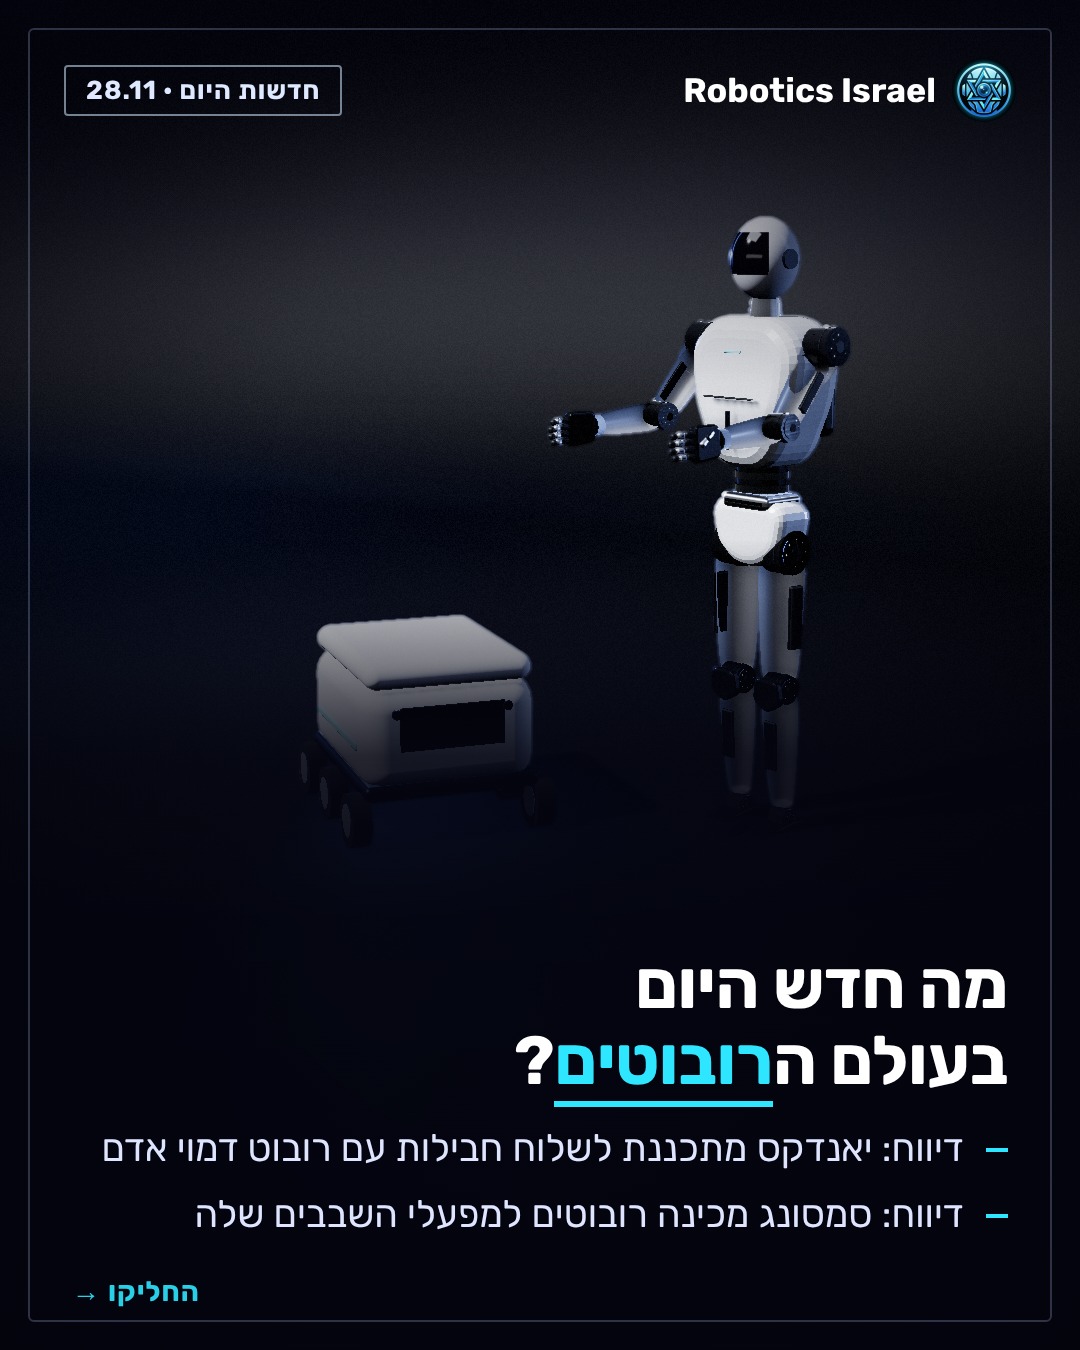 Robotics Israel
חדשות היום • 28.11
מה חדש היום
בעולם הרובוטים?
– דיווח: יאנדקס מתכננת לשלוח חבילות עם רובוט דמוי אדם
– דיווח: סמסונג מכינה רובוטים למפעלי השבבים שלה
החליקו →